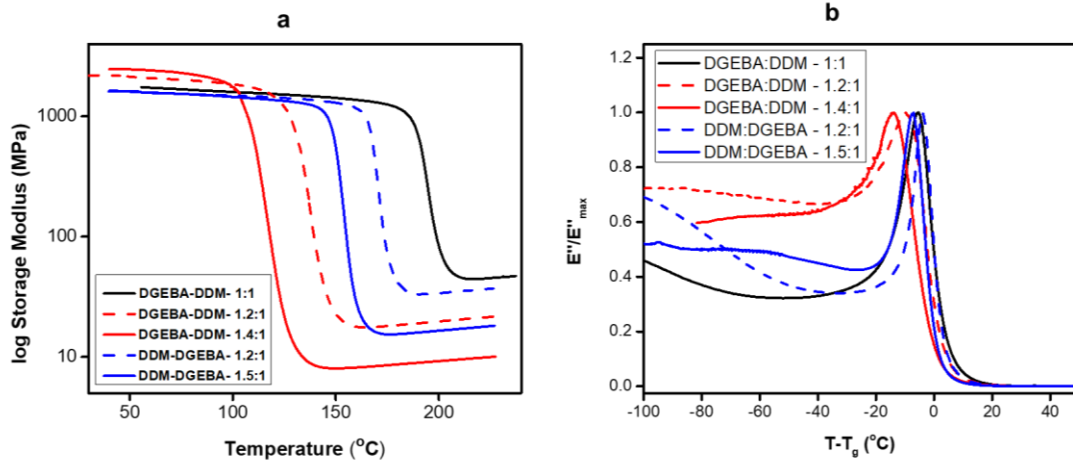 a
log Storage Modlus (MPa)
1000
100
10
DGEBA-DDM- 1:1
DGEBA-DDM- 1.2:1
DGEBA-DDM- 1.4:1
DDM-DGEBA- 1.2:1
DDM-DGEBA- 1.5:1
50
100
150
200
Temperature (°C)
b
E''/E''max
1.2
1.0
0.8
0.6
0.4
0.2
0.0
DGEBA:DDM - 1:1
DGEBA:DDM - 1.2:1
DGEBA:DDM - 1.4:1
DDM:DGEBA - 1.2:1
DDM:DGEBA - 1.5:1
-100
-80
-60
-40
-20
0
20
40
T-Tg (°C)